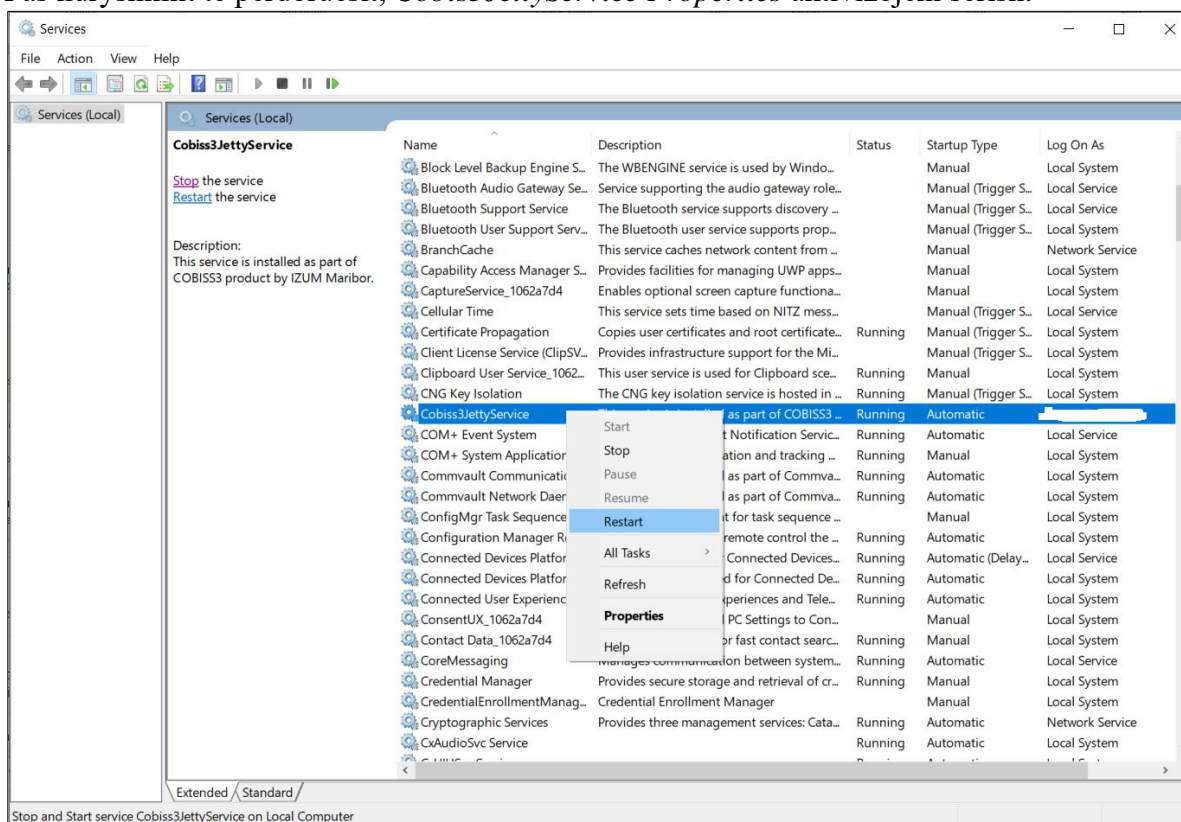 Services
File Action View Help
Services (Local)
Services (Local)
Cobiss3JettyService
Stop the service
Restart the service
Description:
This service is installed as part of
COBISS3 product by IZUM Maribor.
Name Description Status Startup Type Log On As
Block Level Backup Engine S... The WBENGINE service is used by Windo... Manual Local System
Bluetooth Audio Gateway Se... Service supporting the audio gateway role... Manual (Trigger S... Local Service
Bluetooth Support Service The Bluetooth service supports discovery ... Manual (Trigger S... Local Service
Bluetooth User Support Serv... The Bluetooth user service supports prop... Manual (Trigger S... Local System
BranchCache This service caches network content from ... Manual Network Service
Capability Access Manager S... Provides facilities for managing UWP apps... Manual Local System
CaptureService_1062a7d4 Enables optional screen capture functiona... Manual Local System
Cellular Time This service sets time based on NITZ mess... Manual (Trigger S... Local Service
Certificate Propagation Copies user certificates and root certificate... Running Manual (Trigger S... Local System
Client License Service (ClipSV... Provides infrastructure support for the Mi... Manual (Trigger S... Local System
Clipboard User Service_1062... This user service is used for Clipboard sce... Running Manual Local System
CNG Key Isolation The CNG key isolation service is hosted in ... Running Manual (Trigger S... Local System
Cobiss3JettyService as part of COBISS3 ... Running Automatic
COM+ Event System t Notification Servic... Running Automatic Local Service
COM+ System Application ation and tracking ... Running Manual Local System
Commvault Communicatic as part of Commva... Running Automatic Local System
Commvault Network Daer as part of Commva... Running Automatic Local System
ConfigMgr Task Sequence t for task sequence ... Manual Local System
Configuration Manager Re remote control the ... Running Automatic Local System
Connected Devices Platfor Connected Devices... Running Automatic (Delay... Local Service
Connected Devices Platfor d for Connected De... Running Automatic Local System
Connected User Experienc xperiences and Tele... Running Automatic Local System
ConsentUX_1062a7d4 PC Settings to Con... Manual Local System
Contact Data_1062a7d4 or fast contact searc... Running Manual Local System
CoreMessaging Manages communication between system... Running Automatic Local Service
Credential Manager Provides secure storage and retrieval of cr... Running Manual Local System
CredentialEnrollmentManag... Credential Enrollment Manager Manual Local System
Cryptographic Services Provides three management services: Cata... Running Automatic Network Service
CxAudioSvc Service Running Automatic Local System
Start
Stop
Pause
Resume
Restart
All Tasks
Refresh
Properties
Help
Extended Standard
Stop and Start service Cobiss3JettyService on Local Computer